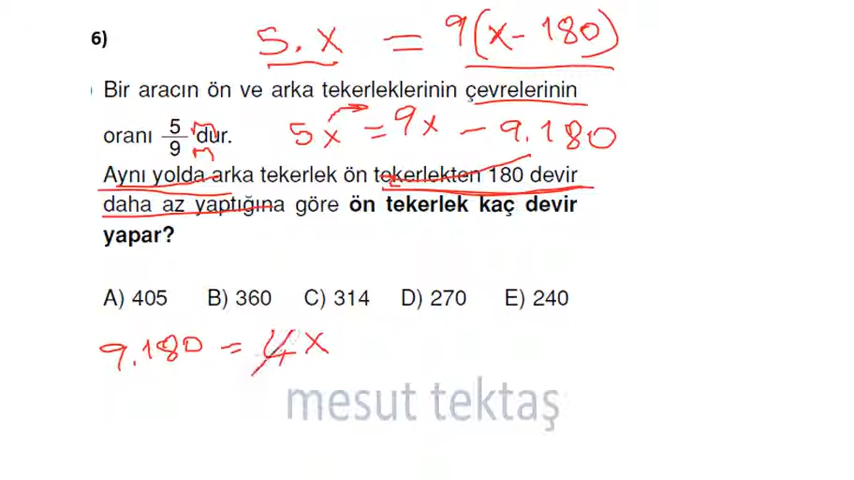 6)
5.x = 9(x-180)
Bir aracın ön ve arka tekerleklerinin çevrelerinin
oranı 5/9 dur.
m
m
5x = 9x - 9.180
Aynı yolda arka tekerlek ön tekerlekten 180 devir
daha az yaptığına göre ön tekerlek kaç devir
yapar?
A) 405 B) 360 C) 314 D) 270 E) 240
9.180 = 4x
mesut tektaş